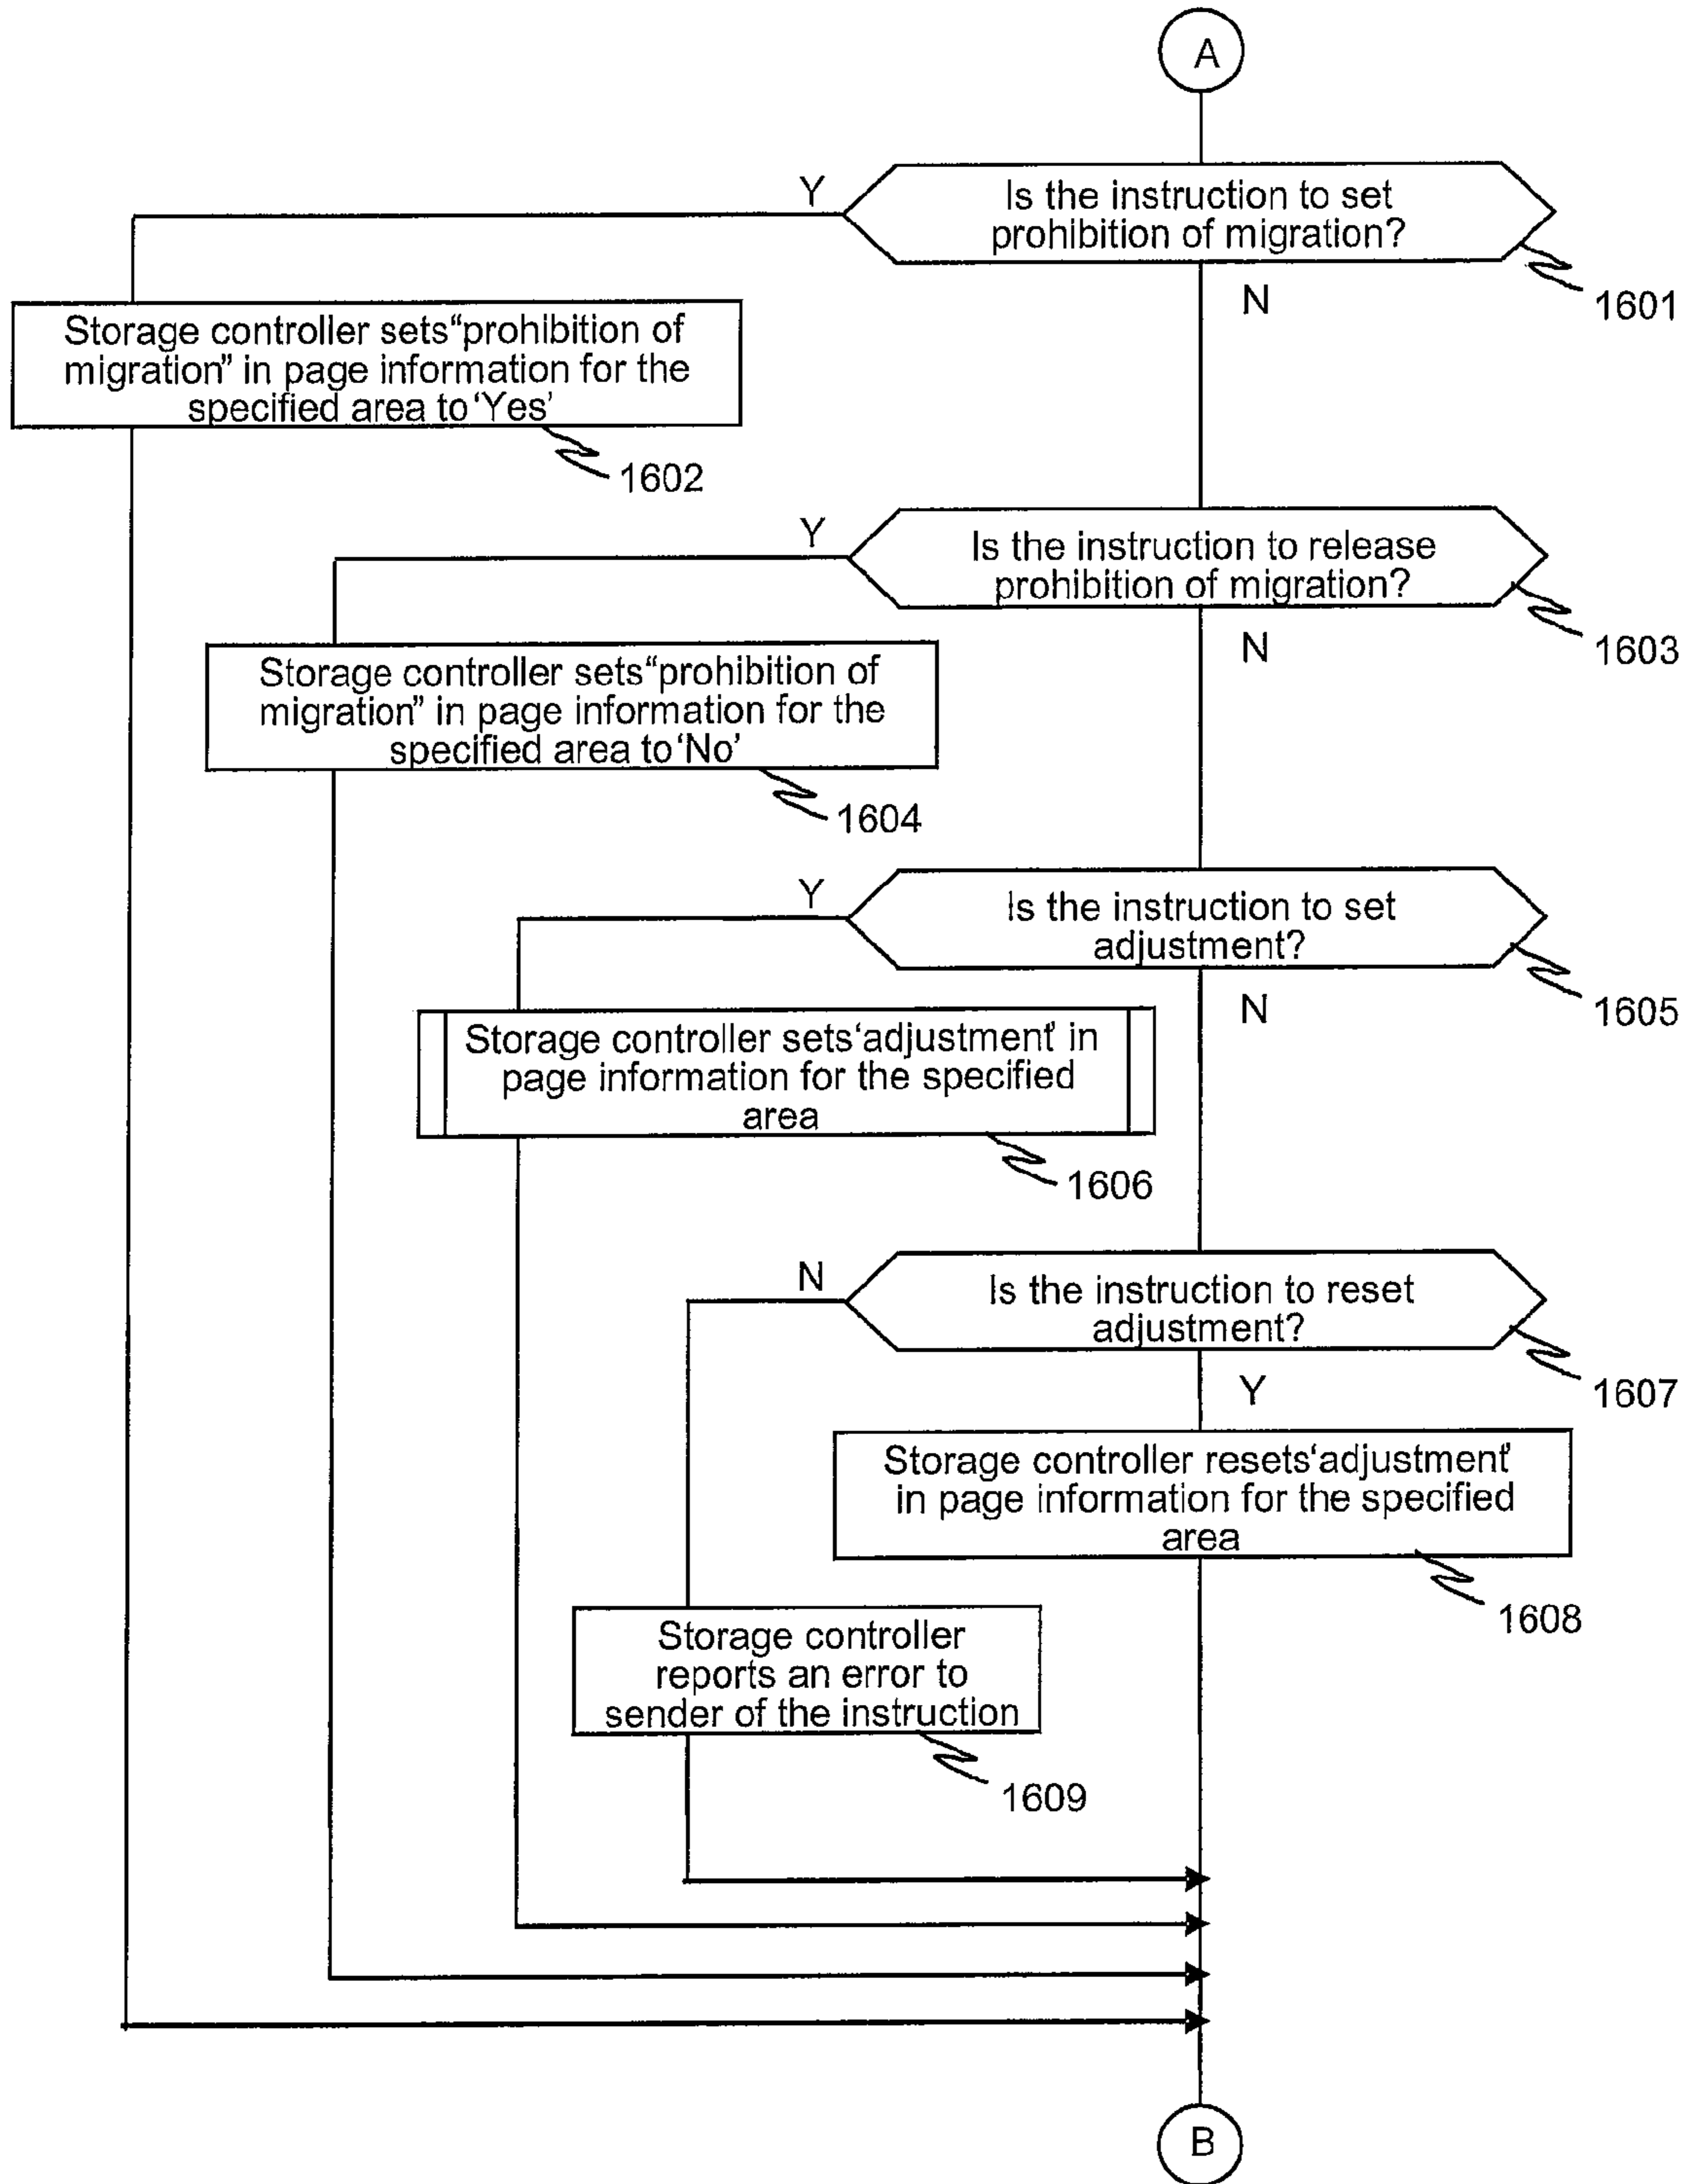 A
Y
Is the instruction to set
prohibition of migration?
1601
N
Storage controller sets“prohibition of
migration” in page information for the
specified area to‘Yes’
1602
Y
Is the instruction to release
prohibition of migration?
1603
N
Storage controller sets“prohibition of
migration” in page information for the
specified area to‘No’
1604
Y
Is the instruction to set
adjustment?
1605
N
Storage controller sets‘adjustment’ in
page information for the specified
area
1606
N
Is the instruction to reset
adjustment?
1607
Y
Storage controller resets‘adjustment’
in page information for the specified
area
1608
Storage controller
reports an error to
sender of the instruction
1609
B